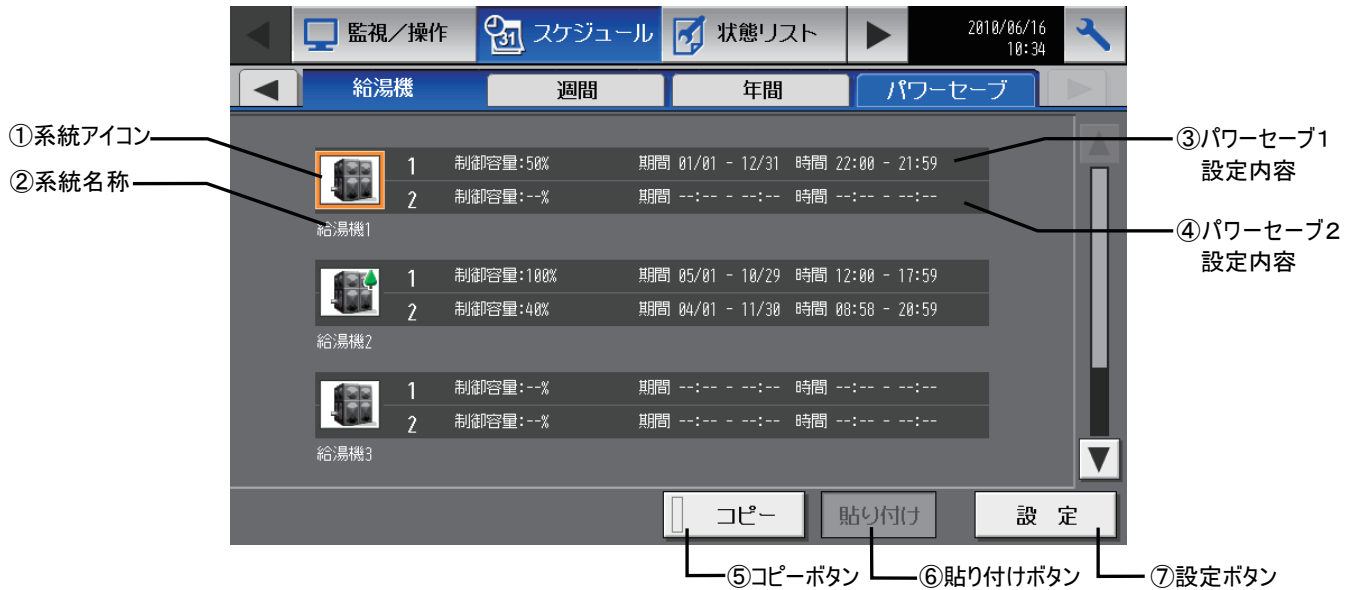 監視／操作 スケジュール 状態リスト 2010/06/16
10:34
給湯機 週間 年間 パワーセーブ
①系統アイコン
②系統名称
③パワーセーブ1
設定内容
④パワーセーブ2
設定内容
1 制御容量:50% 期間 01/01 - 12/31 時間 22:00 - 21:59
2 制御容量:--% 期間 --:-- - --:-- 時間 --:-- - --:--
給湯機1
1 制御容量:100% 期間 05/01 - 10/29 時間 12:00 - 17:59
2 制御容量:40% 期間 04/01 - 11/30 時間 08:58 - 20:59
給湯機2
1 制御容量:--% 期間 --:-- - --:-- 時間 --:-- - --:--
2 制御容量:--% 期間 --:-- - --:-- 時間 --:-- - --:--
給湯機3
コピー 貼り付け 設 定
⑤コピーボタン ⑥貼り付けボタン ⑦設定ボタン